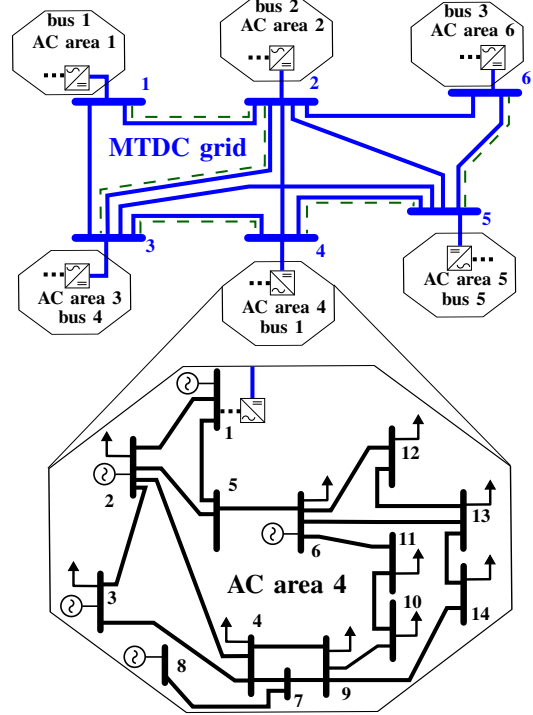 bus 1
AC area 1
bus 2
AC area 2
bus 3
AC area 6
1
2
6
MTDC grid
3
4
5
AC area 3
bus 4
AC area 4
bus 1
AC area 5
bus 5
1
2
5
12
13
6
11
3
AC area 4
4
10
14
8
7
9